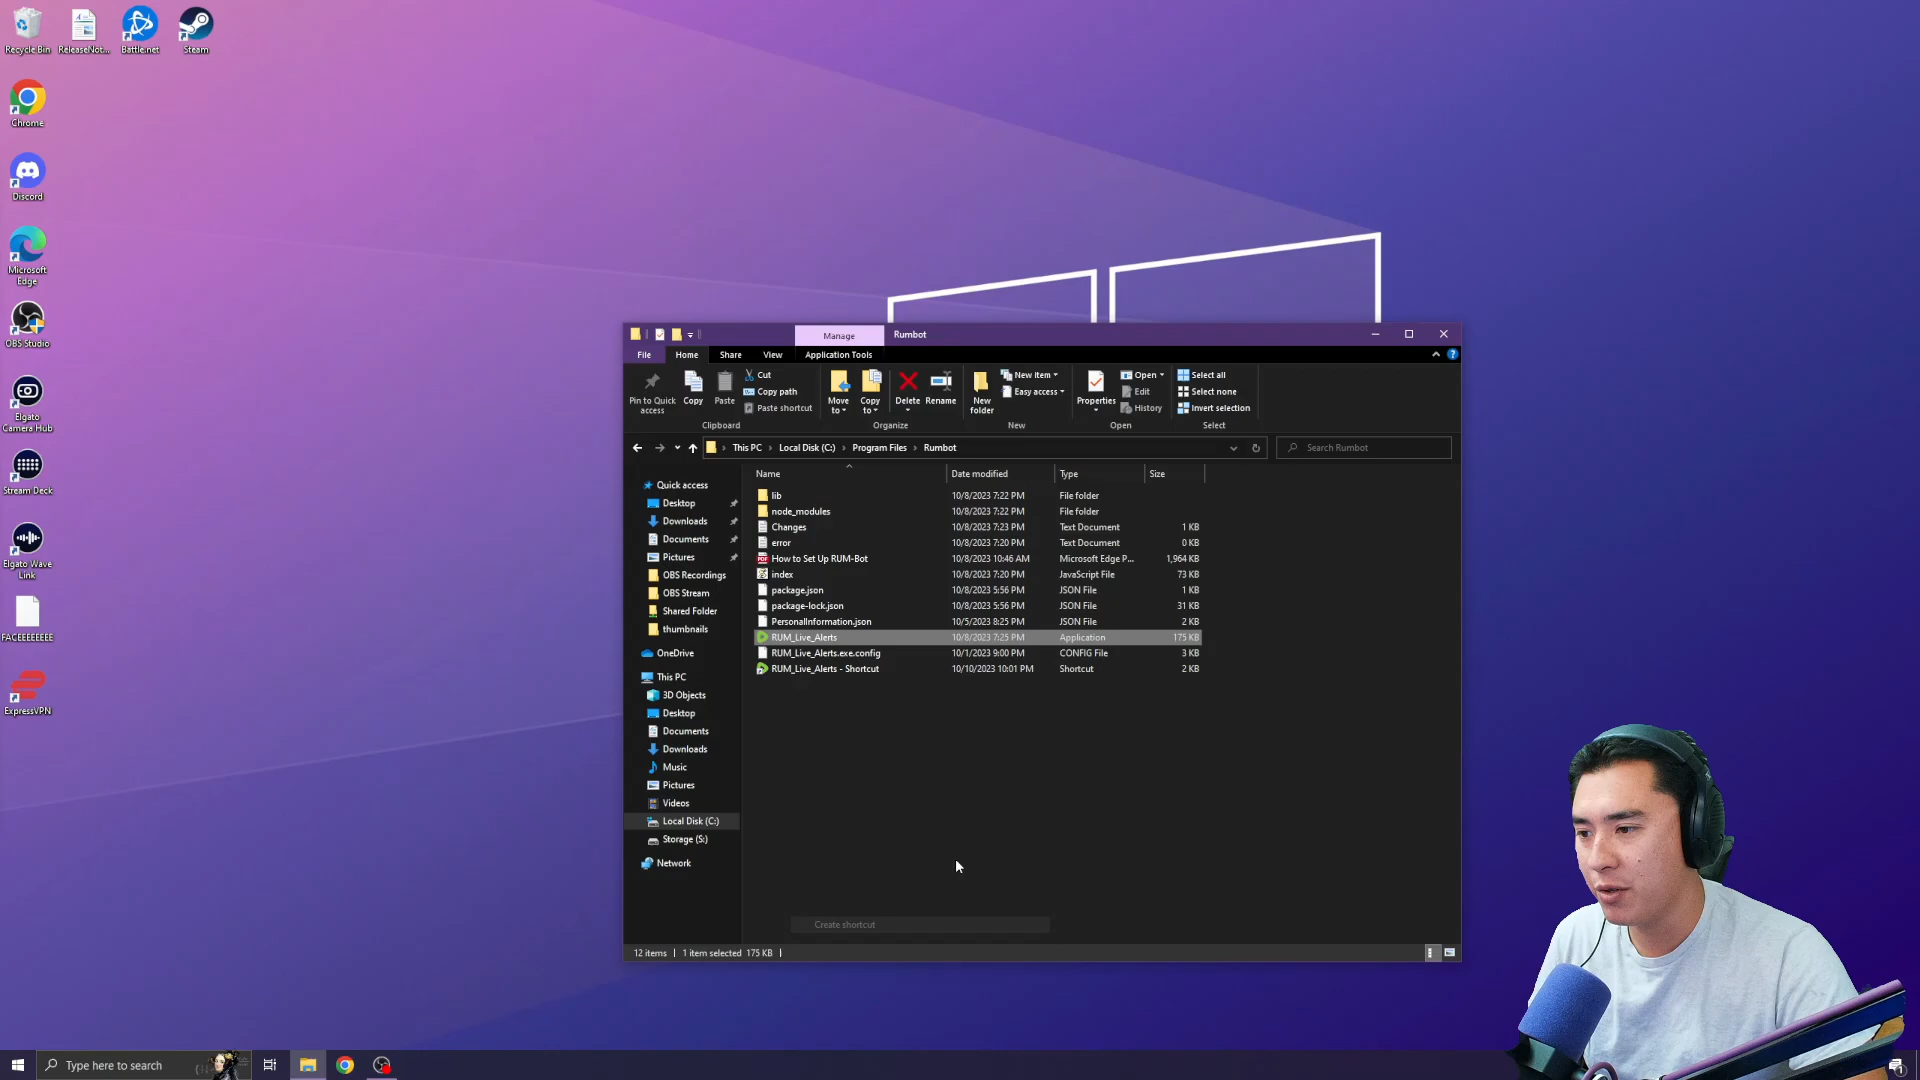 Recycle Bin
ReleaseNot...
Battle.net
Steam
Chrome
Discord
Microsoft
Edge
OBS Studio
Elgato
Camera Hub
Stream Deck
Elgato Wave
Link
FACEEEEEEEE
ExpressVPN
Manage
Rumbot
File
Home
Share
View
Application Tools
Pin to Quick
access
Copy
Paste
Cut
Copy path
Paste shortcut
Clipboard
Move
to
Copy
to
Delete
Rename
Organize
New
folder
New item
Easy access
New
Properties
Open
Edit
History
Open
Select all
Select none
Invert selection
Select
This PC › Local Disk (C:) › Program Files › Rumbot
Search Rumbot
Name Date modified Type Size
lib 10/8/2023 7:22 PM File folder
node_modules 10/8/2023 7:22 PM File folder
Changes 10/8/2023 7:23 PM Text Document 1 KB
error 10/8/2023 7:20 PM Text Document 0 KB
How to Set Up RUM-Bot 10/8/2023 10:46 AM Microsoft Edge P... 1,964 KB
index 10/8/2023 7:20 PM JavaScript File 73 KB
package.json 10/8/2023 5:56 PM JSON File 1 KB
package-lock.json 10/8/2023 5:56 PM JSON File 31 KB
PersonalInformation.json 10/5/2023 8:25 PM JSON File 2 KB
RUM_Live_Alerts 10/8/2023 7:25 PM Application 175 KB
RUM_Live_Alerts.exe.config 10/1/2023 9:00 PM CONFIG File 3 KB
RUM_Live_Alerts - Shortcut 10/10/2023 10:01 PM Shortcut 2 KB
Quick access
Desktop
Downloads
Documents
Pictures
OBS Recordings
OBS Stream
Shared Folder
thumbnails
OneDrive
This PC
3D Objects
Desktop
Documents
Downloads
Music
Pictures
Videos
Local Disk (C:)
Storage (S:)
Network
Create shortcut
12 items
1 item selected 175 KB
Type here to search